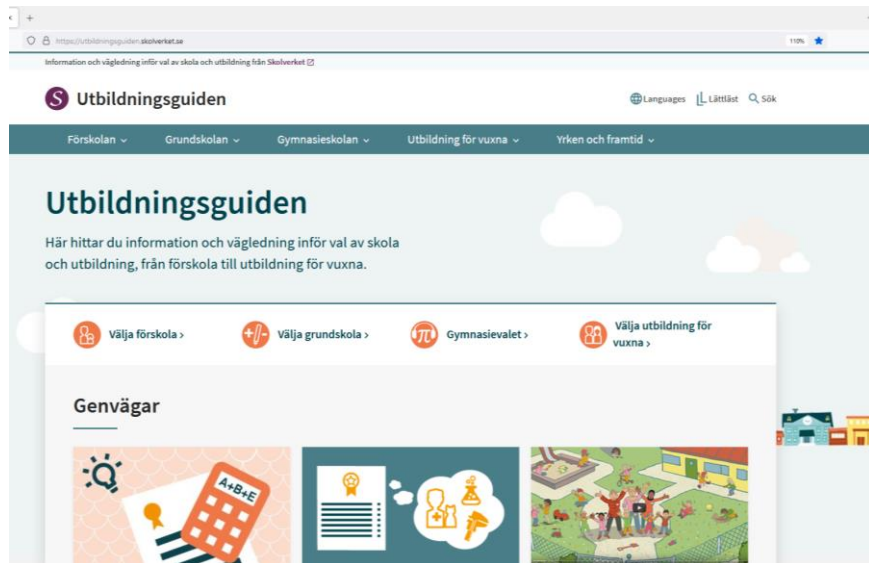 https://utbildningsguiden.skolverket.se
110%
Information och vägledning inför val av skola och utbildning från Skolverket
S Utbildningsguiden
Languages Lättläst Sök
Förskolan Grundskolan Gymnasieskolan Utbildning för vuxna Yrken och framtid
Utbildningsguiden
Här hittar du information och vägledning inför val av skola
och utbildning, från förskola till utbildning för vuxna.
Välja förskola ›
+/- Välja grundskola ›
π Gymnasievalet ›
Välja utbildning för
vuxna ›
Genvägar
A+B+E